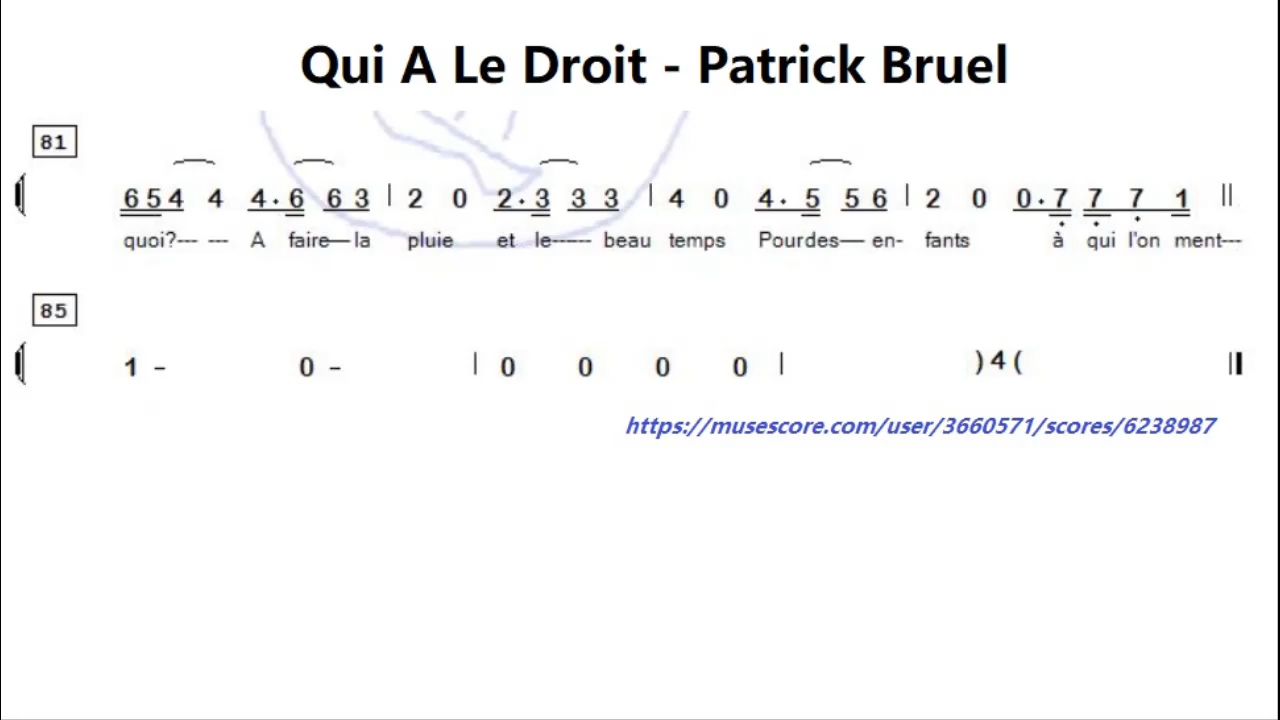 Qui A Le Droit - Patrick Bruel
81
6 5 4 4 4 . 6 6 3 | 2 0 2 . 3 3 3 | 4 0 4 . 5 5 6 | 2 0 0 . 7 7 7 1 ||
quoi?--- --- A faire—la pluie et le------ beau temps Pourdes— en- fants à qui l'on ment---
85
1 - 0 - | 0 0 0 0 | )4(
https://musescore.com/user/3660571/scores/6238987